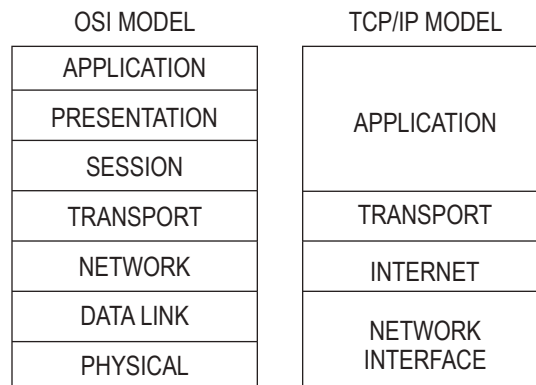 OSI MODEL
APPLICATION
PRESENTATION
SESSION
TRANSPORT
NETWORK
DATA LINK
PHYSICAL
TCP/IP MODEL
APPLICATION
TRANSPORT
INTERNET
NETWORK
INTERFACE